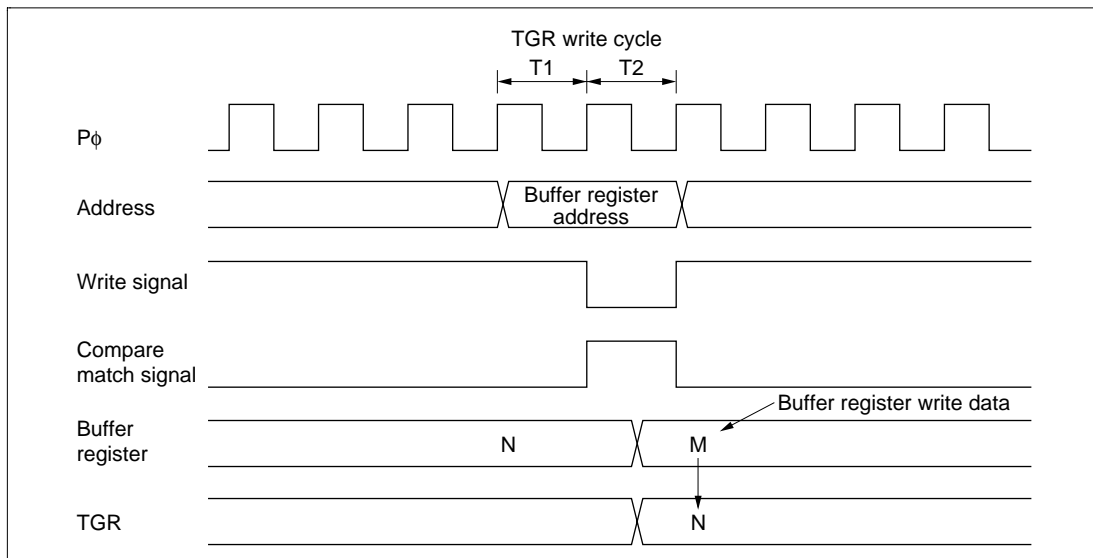 TGR write cycle
T1 T2
Pϕ
Address
Buffer register
address
Write signal
Compare
match signal
Buffer register write data
Buffer
register
N M
TGR
N